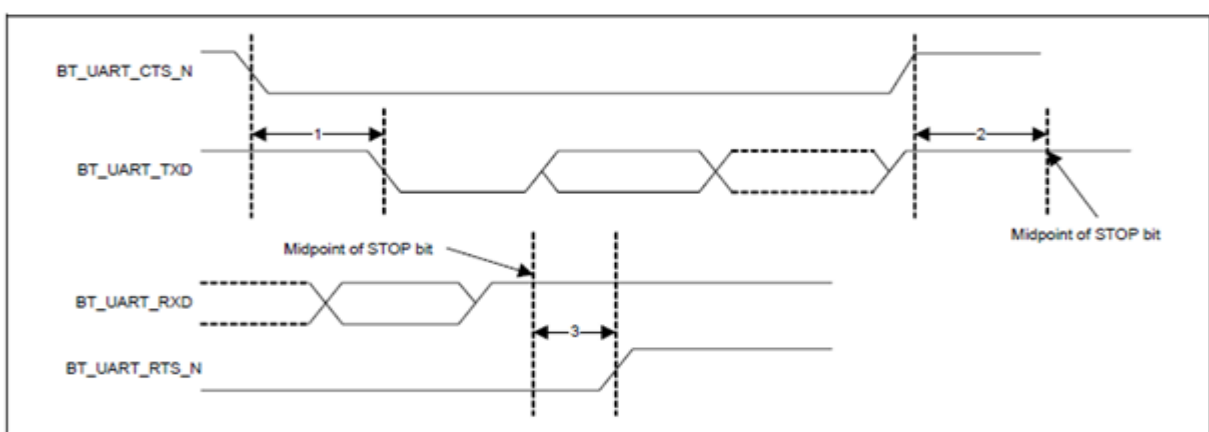 BT_UART_CTS_N
1
2
BT_UART_TXD
Midpoint of STOP bit
Midpoint of STOP bit
BT_UART_RXD
3
BT_UART_RTS_N